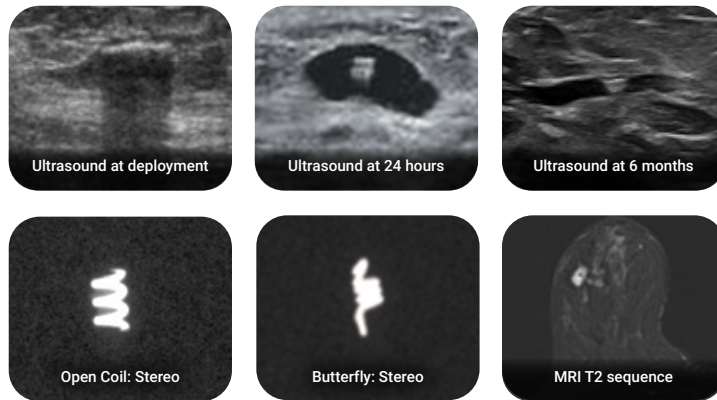 Ultrasound at deployment
Ultrasound at 24 hours
Ultrasound at 6 months
Open Coil: Stereo
Butterfly: Stereo
MRI T2 sequence